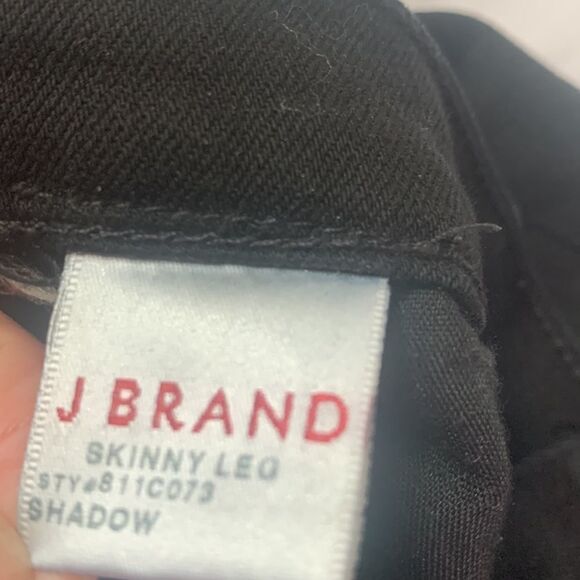 J BRAND
SKINNY LEG
STY#811C073
SHADOW